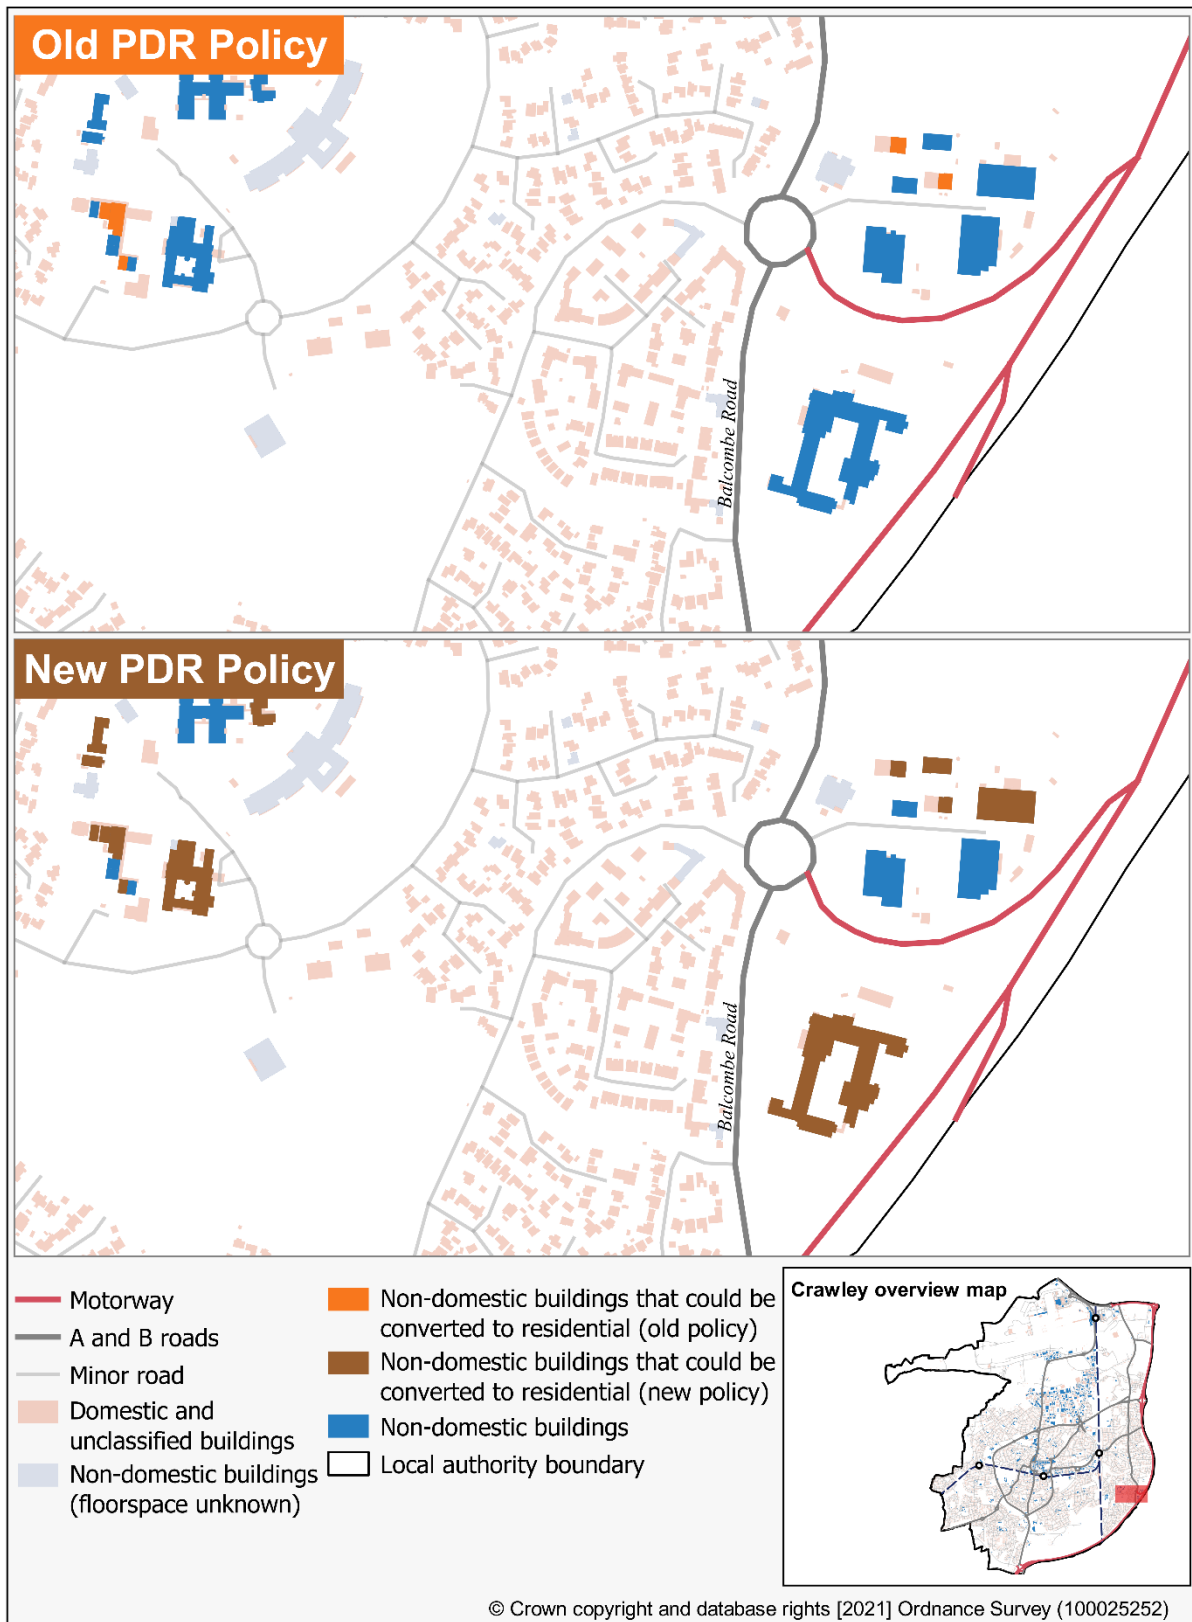 Old PDR Policy
Balcombe Road
New PDR Policy
Balcombe Road
Motorway
A and B roads
Minor road
Domestic and
unclassified buildings
Non-domestic buildings
(floorspace unknown)
Non-domestic buildings that could be
converted to residential (old policy)
Non-domestic buildings that could be
converted to residential (new policy)
Non-domestic buildings
Local authority boundary
Crawley overview map
© Crown copyright and database rights [2021] Ordnance Survey (100025252)